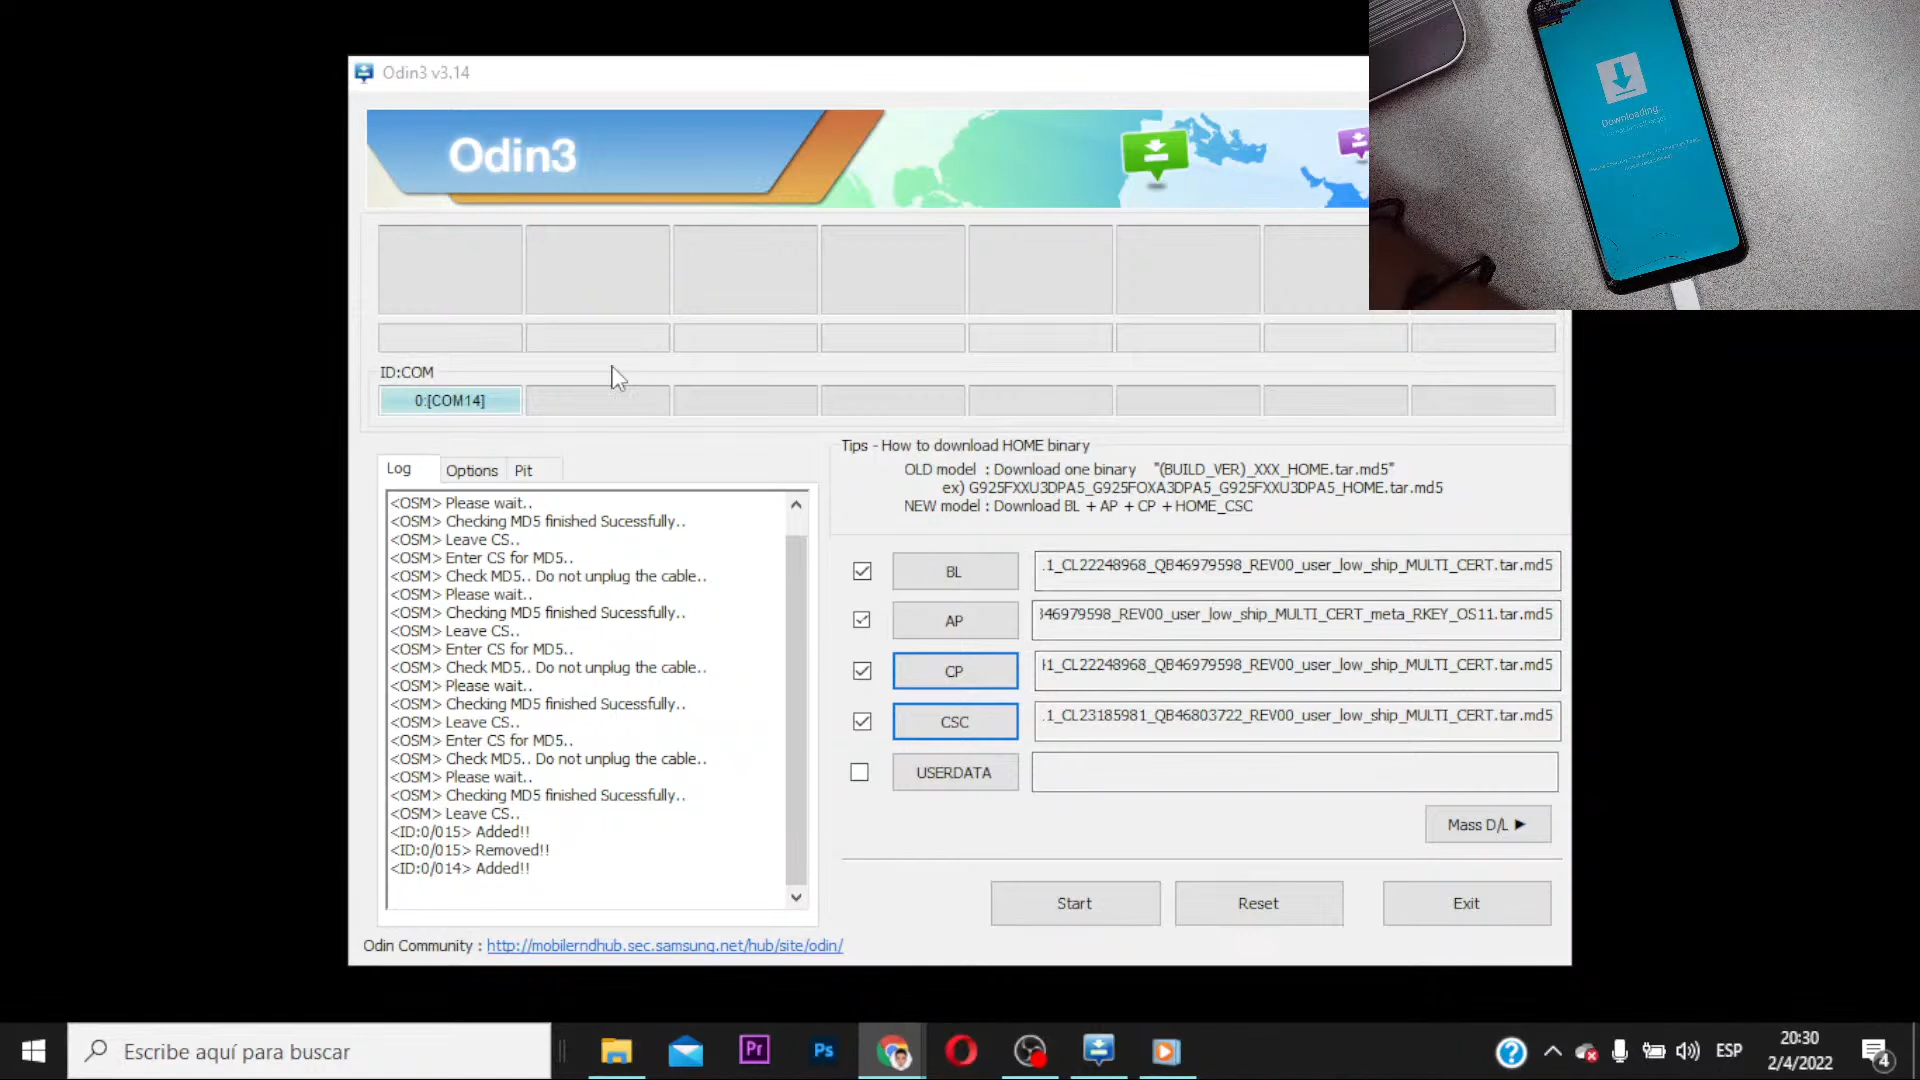 Odin3 v3.14
Odin3
Downloading..
ID:COM
0:[COM14]
Log
Options
Pit
<OSM> Please wait..
<OSM> Checking MD5 finished Sucessfully..
<OSM> Leave CS..
<OSM> Enter CS for MD5..
<OSM> Check MD5.. Do not unplug the cable..
<OSM> Please wait..
<OSM> Checking MD5 finished Sucessfully..
<OSM> Leave CS..
<OSM> Enter CS for MD5..
<OSM> Check MD5.. Do not unplug the cable..
<OSM> Please wait..
<OSM> Checking MD5 finished Sucessfully..
<OSM> Leave CS..
<OSM> Enter CS for MD5..
<OSM> Check MD5.. Do not unplug the cable..
<OSM> Please wait..
<OSM> Checking MD5 finished Sucessfully..
<OSM> Leave CS..
<ID:0/015> Added!!
<ID:0/015> Removed!!
<ID:0/014> Added!!
Tips - How to download HOME binary
OLD model : Download one binary "(BUILD_VER)_XXX_HOME.tar.md5"
ex) G925FXXU3DPA5_G925FOXA3DPA5_G925FXXU3DPA5_HOME.tar.md5
NEW model : Download BL + AP + CP + HOME_CSC
BL
.1_CL22248968_QB46979598_REV00_user_low_ship_MULTI_CERT.tar.md5
AP
46979598_REV00_user_low_ship_MULTI_CERT_meta_RKEY_OS11.tar.md5
CP
1_CL22248968_QB46979598_REV00_user_low_ship_MULTI_CERT.tar.md5
CSC
.1_CL23185981_QB46803722_REV00_user_low_ship_MULTI_CERT.tar.md5
USERDATA
Mass D/L ►
Start
Reset
Exit
Odin Community : http://mobilerndhub.sec.samsung.net/hub/site/odin/
Escribe aquí para buscar
Pr
Ps
ESP
20:30
2/4/2022
4